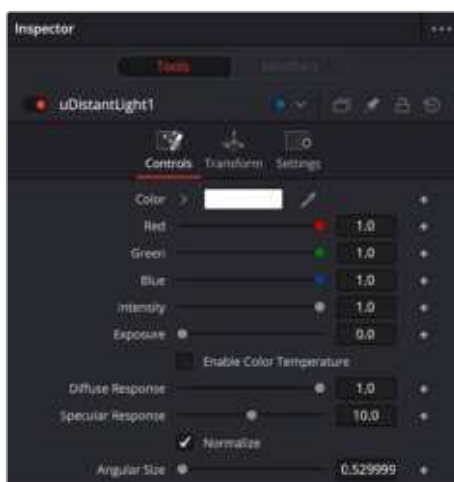 Inspector
Tools Modifiers
uDistantLight1
Controls Transform Settings
Color
Red 1.0
Green 1.0
Blue 1.0
Intensity 1.0
Exposure 0.0
Enable Color Temperature
Diffuse Response 1.0
Specular Response 10.0
Normalize
Angular Size 0.529999